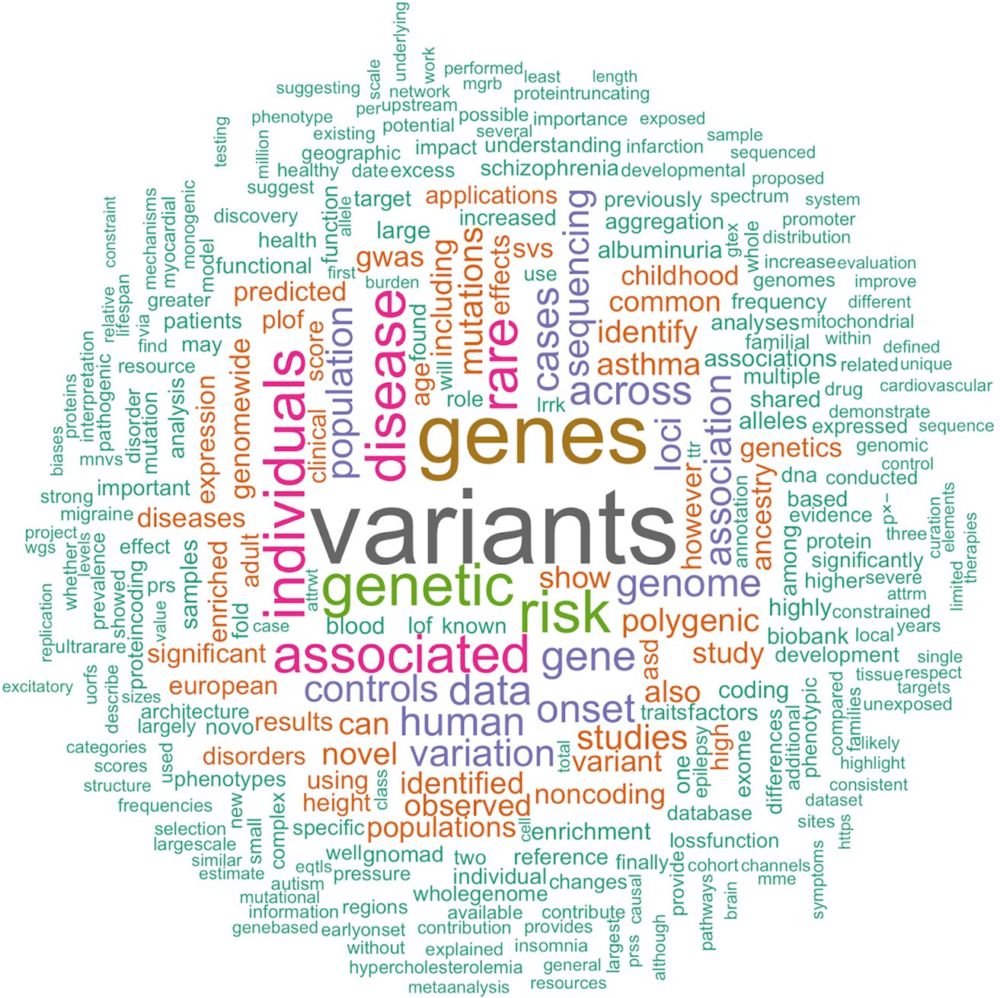 underlying
work
scale
performed
least
length
suggesting
network
mgrb
proteintruncating
per
upstream
possible
importance
exposed
testing
phenotype
potential
several
sample
existing
million
geographic
impact
understanding
infarction
sequenced
healthy
date
excess
schizophrenia
developmental
proposed
suggest
function
allele
target
applications
sequencing
previously
spectrum
system
constraint
mechanisms
myocardial
monogenic
discovery
large
increased
aggregation
gtex
whole
promoter
distribution
health
model
functional
first
gwas
including
mutations
effects
svs
albuminuria
increase
evaluation
burden
use
childhood
genomes
improve
relative
lifespan
greater
predicted
disease
found
rare
cases
common
frequency
different
via
patients
plof
score
population
identify
analyses
mitochondrial
find
may
familial
within
defined
interpretation
pathogenic
resource
genomewide
individuals
age
will
asthma
associations
related
unique
proteins
disorder
mutation
analysis
expression
clinical
role
lrrk
across
multiple
drug
cardiovascular
shared
demonstrate
biases
mnvs
genes
loci
ttr
association
alleles
expressed
sequence
genetics
genomic
control
important
however
annotation
ancestry
dna
conducted
strong
migraine
diseases
variants
based
evidence
p×–
curation
elements
therapies
project
wgs
whether
levels
prevalence
effect
samples
enriched
adult
among
protein
three
significantly
replication
showed
proteincoding
value
prs
attrwt
genetic
show
genome
higher
severe
attrm
limited
fold
case
risk
highly
constrained
ultrarare
blood
lof
known
polygenic
biobank
local
years
significant
associated
gene
asd
study
development
single
excitatory
uorfs
describe
sizes
european
controls
data
also
coding
tissue
respect
targets
architecture
onset
traits
factors
phenotypic
compared
families
unexposed
largely
novo
results
can
human
studies
epilepsy
high
exome
differences
additional
likely
categories
disorders
novel
variation
total
variant
one
highlight
scores
used
structure
phenotypes
using
class
identified
consistent
frequencies
new
height
observed
noncoding
dataset
database
selection
small
complex
specific
populations
cell
enrichment
sites
https
largescale
lossfunction
similar
well
gnomad
two
reference
finally
cohort
channels
symptoms
estimate
eqtls
pressure
individual
changes
causal
provide
mme
autism
mutational
wholegenome
pathways
brain
information
regions
available
contribute
genebased
earlyonset
contribution
provides
largest
prss
although
without
explained
insomnia
hypercholesterolemia
general
metaanalysis
resources